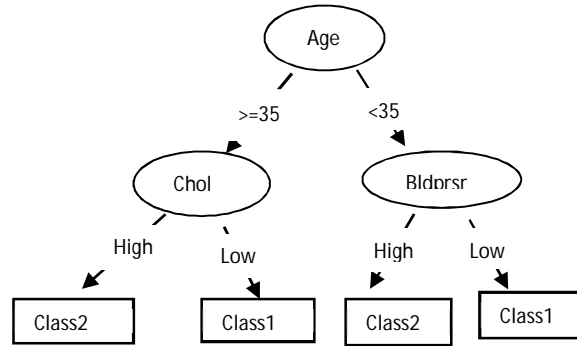 Age
>=35
<35
Chol
Bldprsr
High
Low
High
Low
Class2
Class1
Class2
Class1